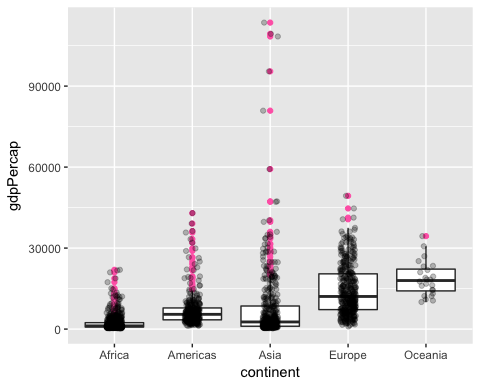 90000
60000
30000
0
gdpPercap
Africa Americas Asia Europe Oceania
continent